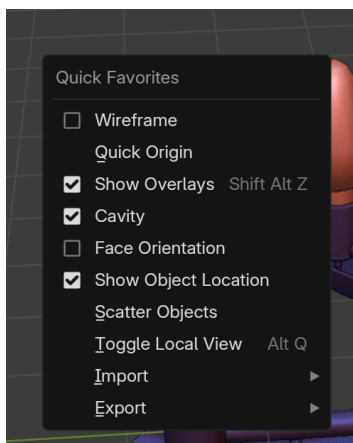 Quick Favorites
Wireframe
Quick Origin
Show Overlays Shift Alt Z
Cavity
Face Orientation
Show Object Location
Scatter Objects
Toggle Local View Alt Q
Import
Export